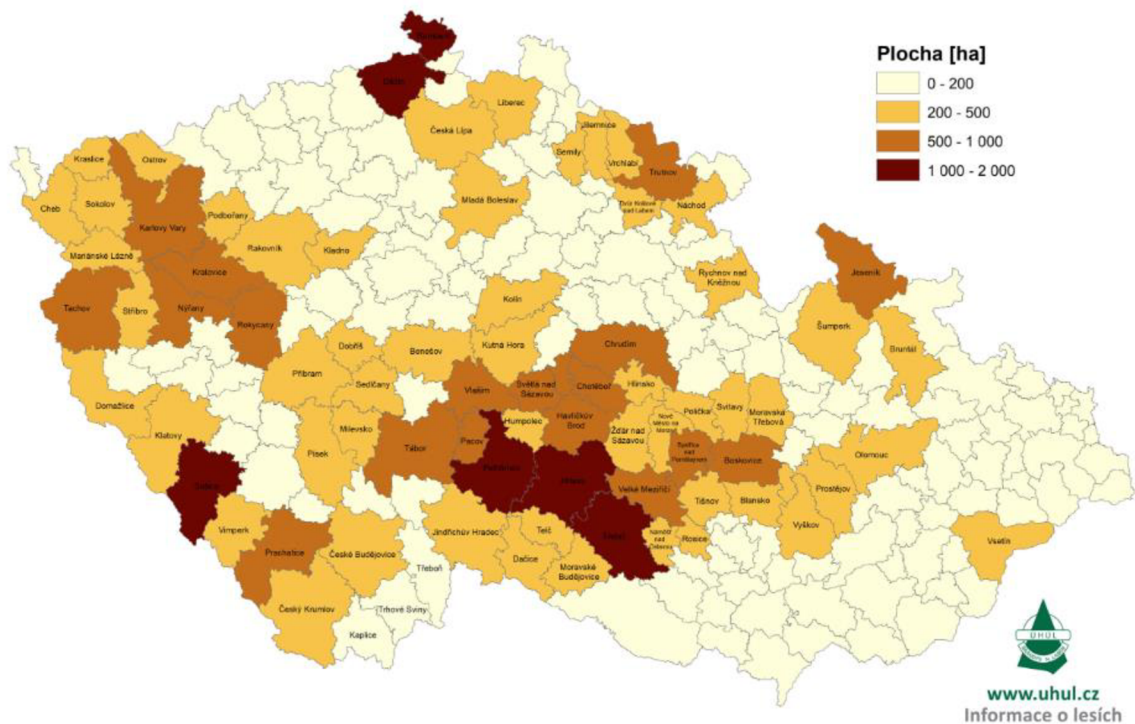 Plocha [ha]
0 - 200
200 - 500
500 - 1 000
1 000 - 2 000
Děčín
Liberec
Česká Lípa
Jilemnice
Semily
Vrchlabí
Trutnov
Náchod
Kraslice
Ostrov
Cheb
Sokolov
Karlovy Vary
Podbořany
Mladá Boleslav
Mariánské Lázně
Rakovník
Kladno
Kralovice
Rychnov nad
Kněžnou
Jeseník
Tachov
Stříbro
Nýřany
Rokycany
Kolín
Šumperk
Bruntál
Dobříš
Benešov
Kutná Hora
Chrudim
Příbram
Sedlčany
Vlašim
Světlá nad
Sázavou
Chotěboř
Hlinsko
Domažlice
Klatovy
Milevsko
Humpolec
Havlíčkův
Brod
Žďár nad
Sázavou
Polička
Svitavy
Moravská
Třebová
Písek
Tábor
Pacov
Pelhřimov
Jihlava
Boskovice
Olomouc
Sušice
Velké Meziříčí
Tišnov
Blansko
Prostějov
Vimperk
Vyškov
Prachatice
České Budějovice
Jindřichův Hradec
Telč
Třebíč
Rosice
Vsetín
Dačice
Moravské
Budějovice
Třeboň
Český Krumlov
Trhové Sviny
Kaplice
ÚHÚL
www.uhul.cz
Informace o lesích